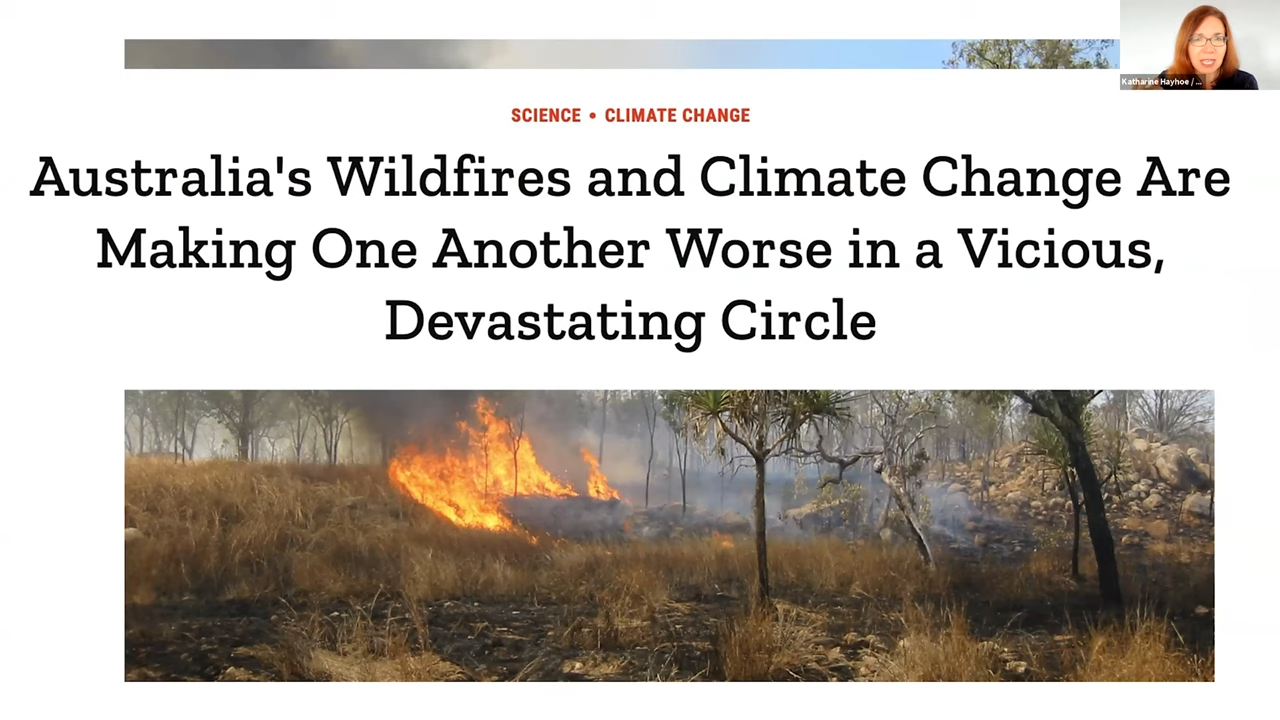 Katharine Hayhoe / ...
SCIENCE • CLIMATE CHANGE
Australia's Wildfires and Climate Change Are
Making One Another Worse in a Vicious,
Devastating Circle